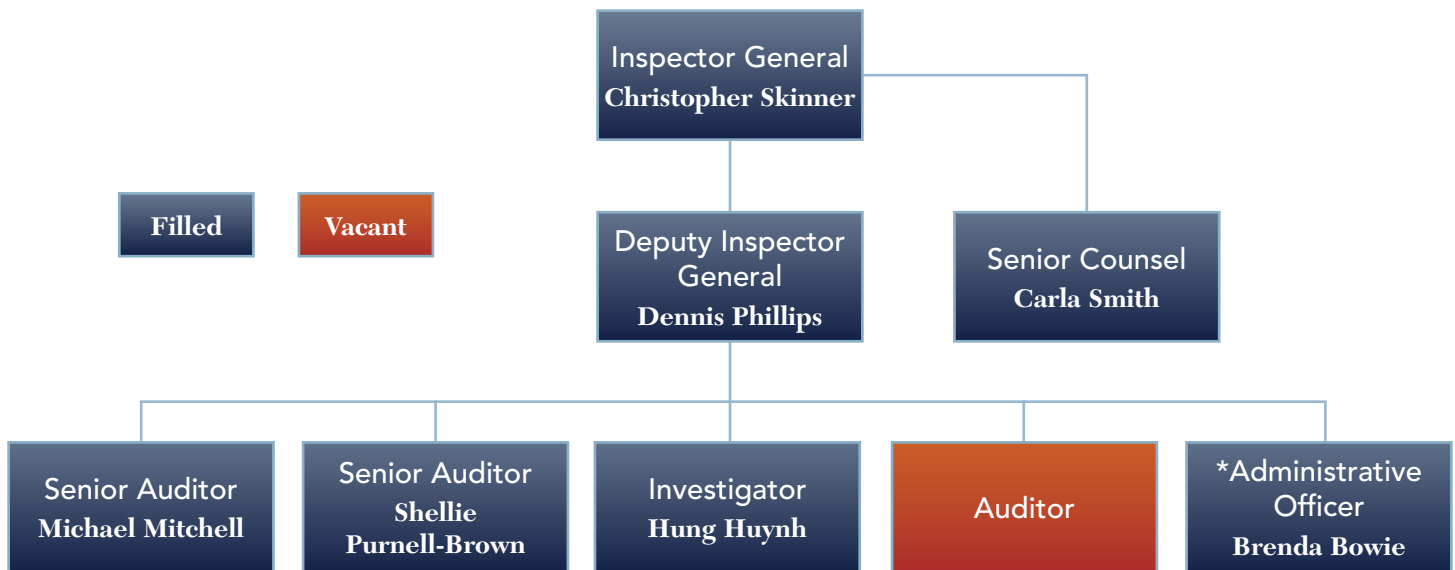 Inspector General
Christopher Skinner
Filled
Vacant
Deputy Inspector
General
Dennis Phillips
Senior Counsel
Carla Smith
Senior Auditor
Michael Mitchell
Senior Auditor
Shellie
Purnell-Brown
Investigator
Hung Huynh
Auditor
*Administrative
Officer
Brenda Bowie